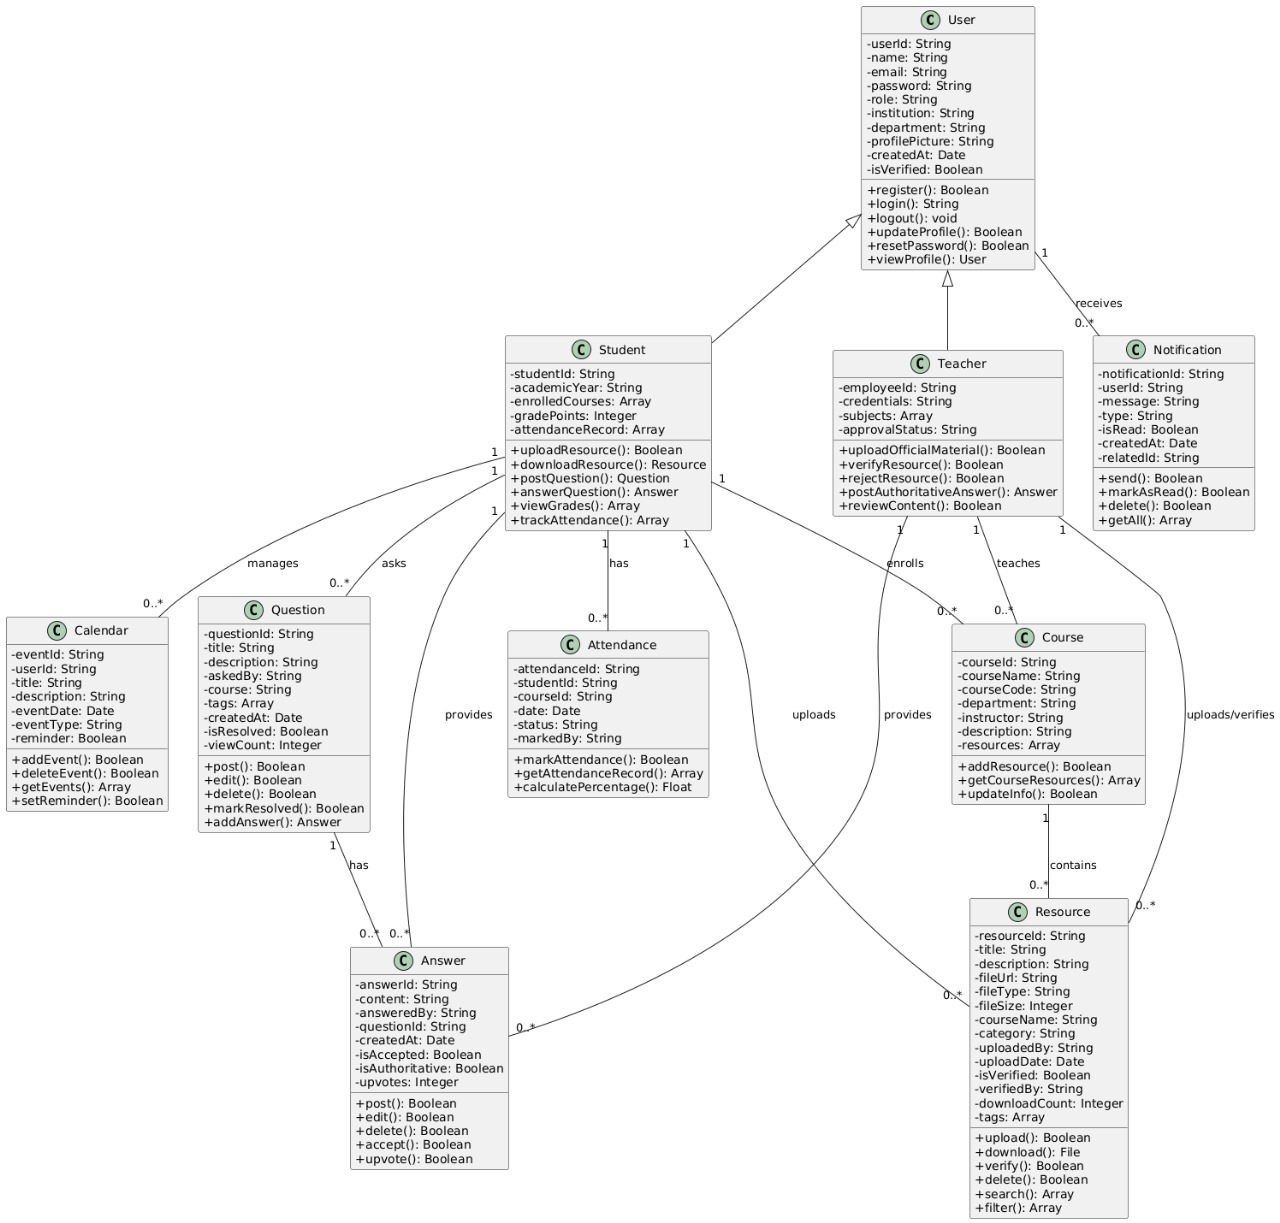 C User
-userId: String
-name: String
-email: String
-password: String
-role: String
-institution: String
-department: String
-profilePicture: String
-createdAt: Date
-isVerified: Boolean
+register(): Boolean
+login(): String
+logout(): void
+updateProfile(): Boolean
+resetPassword(): Boolean
+viewProfile(): User
1
receives
0..*
C Student
-studentId: String
-academicYear: String
-enrolledCourses: Array
-gradePoints: Integer
-attendanceRecord: Array
+uploadResource(): Boolean
+downloadResource(): Resource
+postQuestion(): Question
+answerQuestion(): Answer
+viewGrades(): Array
+trackAttendance(): Array
C Teacher
-employeeId: String
-credentials: String
-subjects: Array
-approvalStatus: String
+uploadOfficialMaterial(): Boolean
+verifyResource(): Boolean
+rejectResource(): Boolean
+postAuthoritativeAnswer(): Answer
+reviewContent(): Boolean
C Notification
-notificationId: String
-userId: String
-message: String
-type: String
-isRead: Boolean
-createdAt: Date
-relatedId: String
+send(): Boolean
+markAsRead(): Boolean
+delete(): Boolean
+getAll(): Array
1
1
1
1
1
1
1
1
1
manages
asks
has
enrolls
teaches
0..*
0..*
0..*
0..*
0..*
C Calendar
-eventId: String
-userId: String
-title: String
-description: String
-eventDate: Date
-eventType: String
-reminder: Boolean
+addEvent(): Boolean
+deleteEvent(): Boolean
+getEvents(): Array
+setReminder(): Boolean
C Question
-questionId: String
-title: String
-description: String
-askedBy: String
-course: String
-tags: Array
-createdAt: Date
-isResolved: Boolean
-viewCount: Integer
+post(): Boolean
+edit(): Boolean
+delete(): Boolean
+markResolved(): Boolean
+addAnswer(): Answer
provides
C Attendance
-attendanceId: String
-studentId: String
-courseId: String
-date: Date
-status: String
-markedBy: String
+markAttendance(): Boolean
+getAttendanceRecord(): Array
+calculatePercentage(): Float
uploads
provides
C Course
-courseId: String
-courseName: String
-courseCode: String
-department: String
-instructor: String
-description: String
-resources: Array
+addResource(): Boolean
+getCourseResources(): Array
+updateInfo(): Boolean
uploads/verifies
1
has
0..*
0..*
1
contains
0..*
0..*
C Answer
-answerId: String
-content: String
-answeredBy: String
-questionId: String
-createdAt: Date
-isAccepted: Boolean
-isAuthoritative: Boolean
-upvotes: Integer
+post(): Boolean
+edit(): Boolean
+delete(): Boolean
+accept(): Boolean
+upvote(): Boolean
0..*
0..*
C Resource
-resourceId: String
-title: String
-description: String
-fileUrl: String
-fileType: String
-fileSize: Integer
-courseName: String
-category: String
-uploadedBy: String
-uploadDate: Date
-isVerified: Boolean
-verifiedBy: String
-downloadCount: Integer
-tags: Array
+upload(): Boolean
+download(): File
+verify(): Boolean
+delete(): Boolean
+search(): Array
+filter(): Array